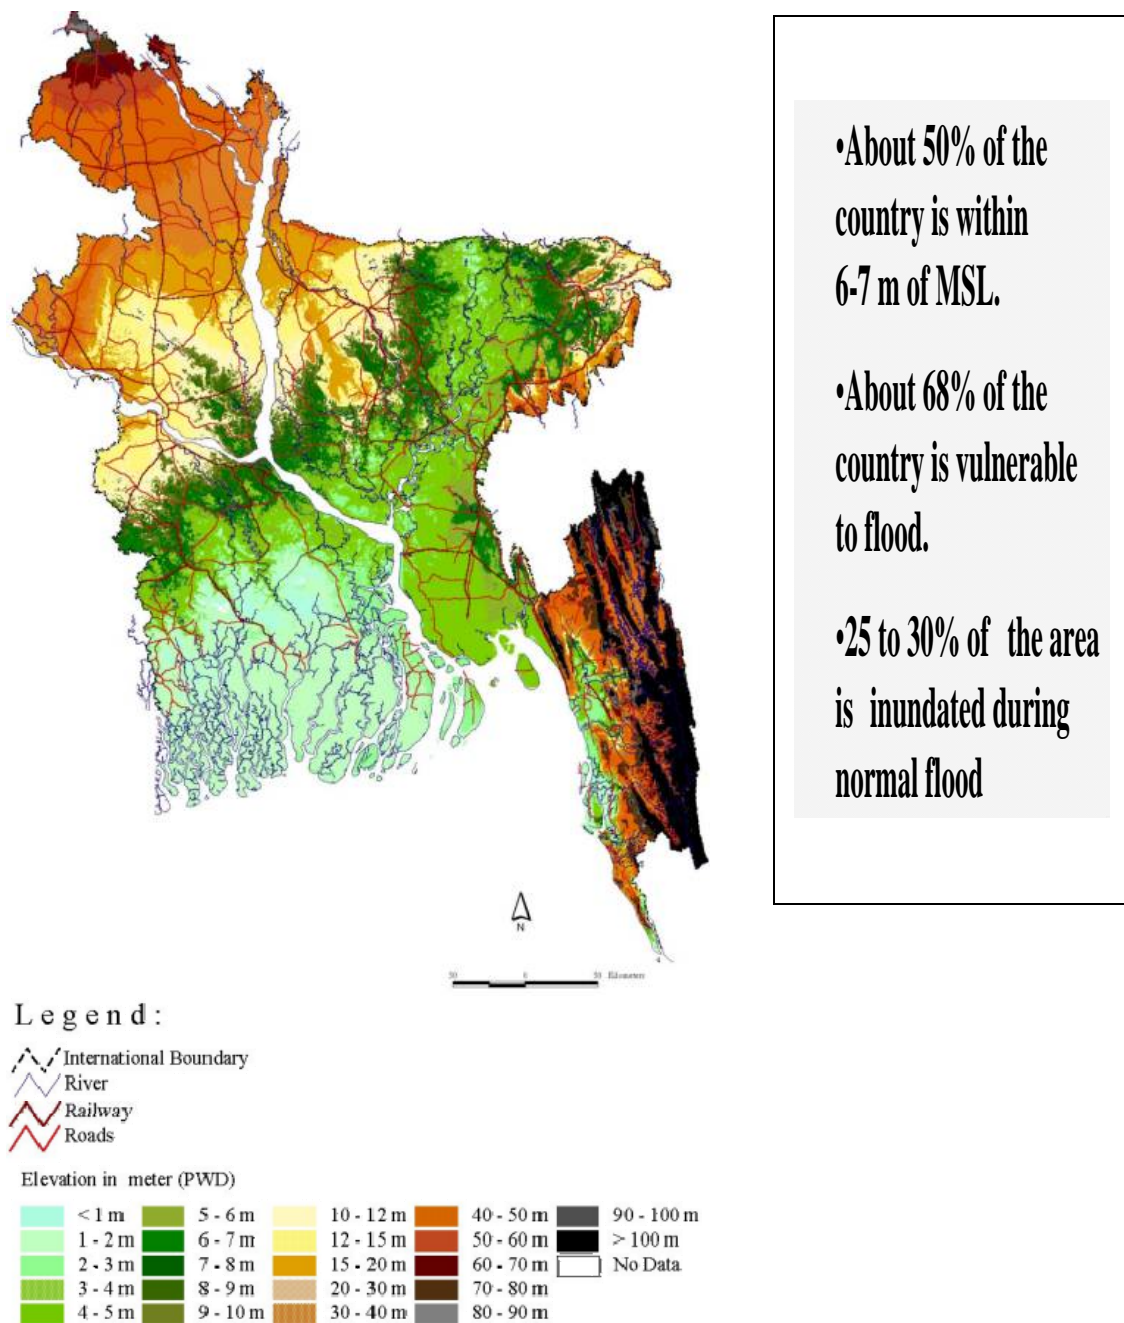 •About 50% of the
country is within
6-7 m of MSL.
•About 68% of the
country is vulnerable
to flood.
•25 to 30% of the area
is inundated during
normal flood
N
50 0 50 Kilometers
Legend:
International Boundary
River
Railway
Roads
Elevation in meter (PWD)
< 1 m
1 - 2 m
2 - 3 m
3 - 4 m
4 - 5 m
5 - 6 m
6 - 7 m
7 - 8 m
8 - 9 m
9 - 10 m
10 - 12 m
12 - 15 m
15 - 20 m
20 - 30 m
30 - 40 m
40 - 50 m
50 - 60 m
60 - 70 m
70 - 80 m
80 - 90 m
90 - 100 m
> 100 m
No Data